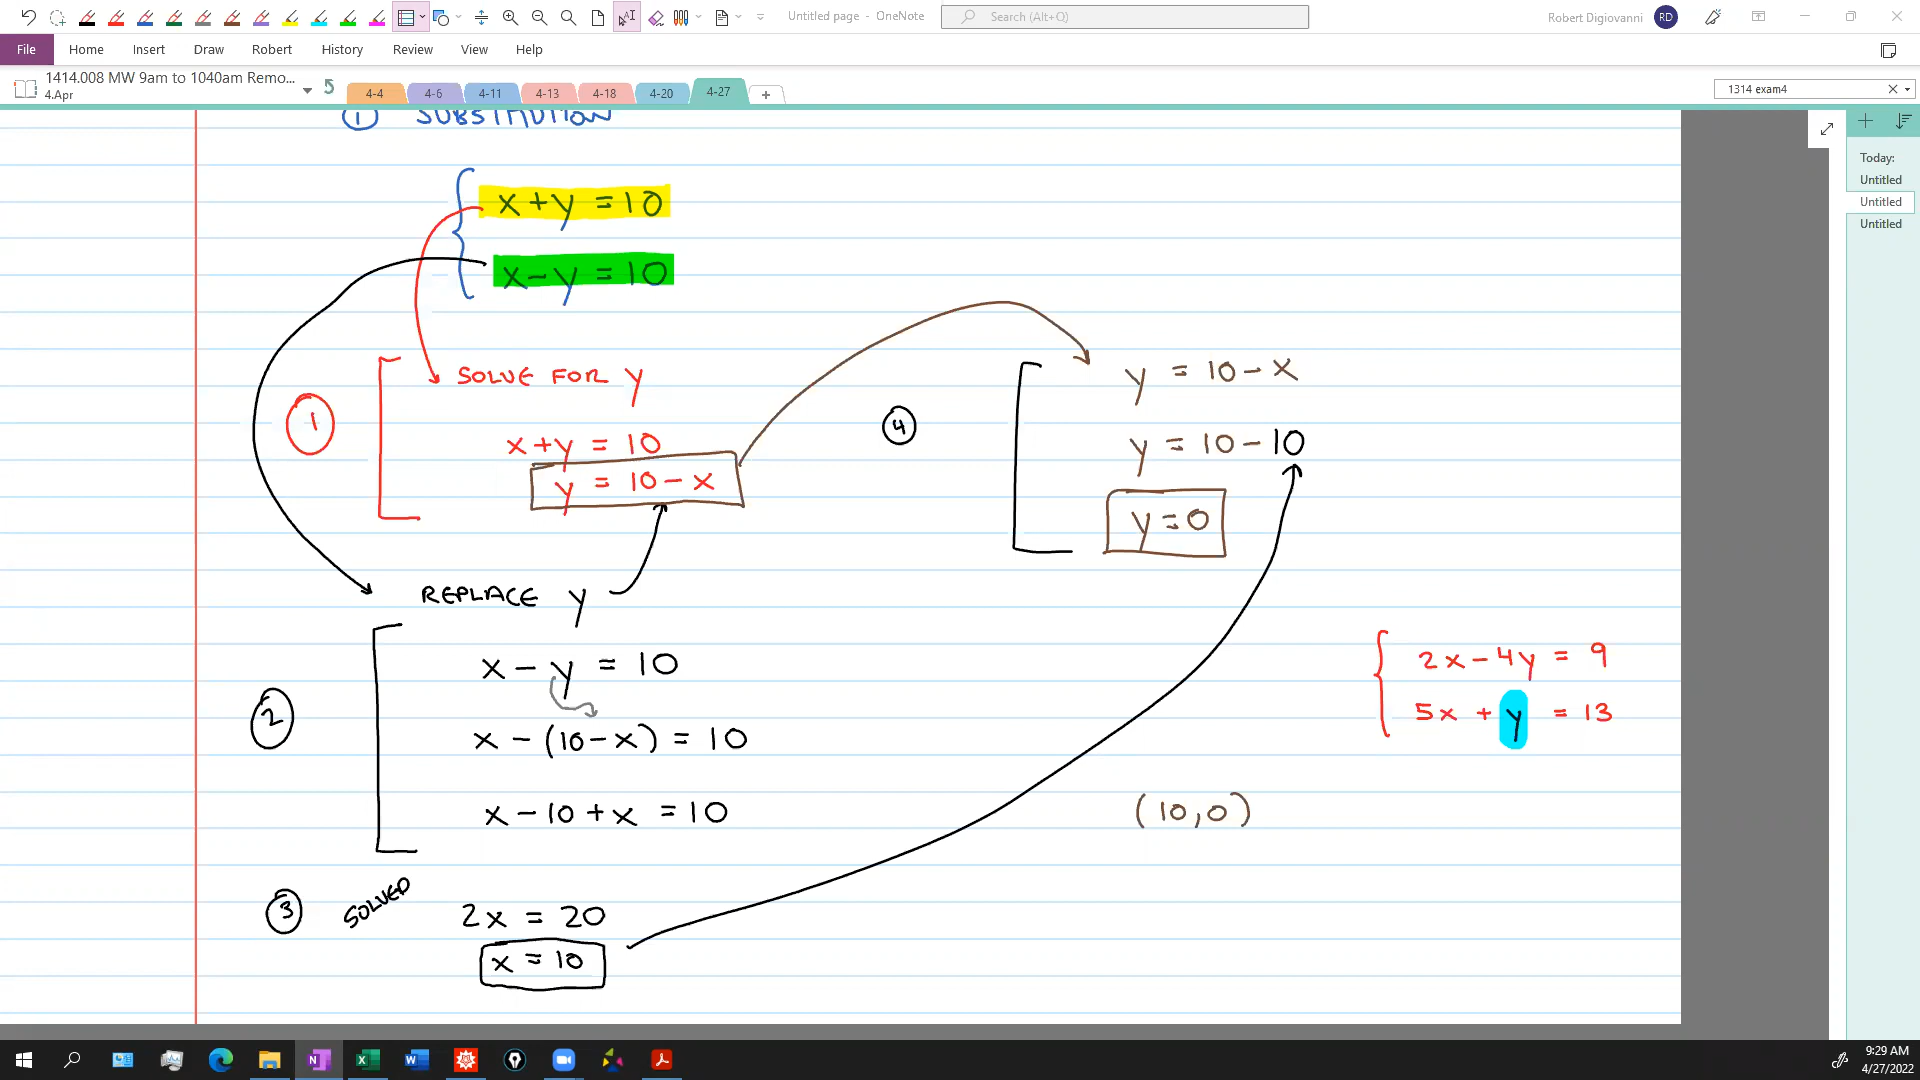 Untitled page - OneNote
Search (Alt+Q)
Robert Digiovanni
RD
File Home Insert Draw Robert History Review View Help
1414.008 MW 9am to 1040am Remo...
4.Apr
4-4 4-6 4-11 4-13 4-18 4-20 4-27
1314 exam4
Today:
Untitled
Untitled
Untitled
1 SUBSTITUTION
x+y = 10
x-y = 10
1
SOLVE FOR y
x+y = 10
y = 10-x
2
REPLACE y
x-y = 10
x-(10-x) = 10
x-10+x = 10
3 SOLVED
2x = 20
x = 10
4
y = 10-x
y = 10-10
y = 0
2x-4y = 9
5x+y = 13
(10,0)
9:29 AM
4/27/2022